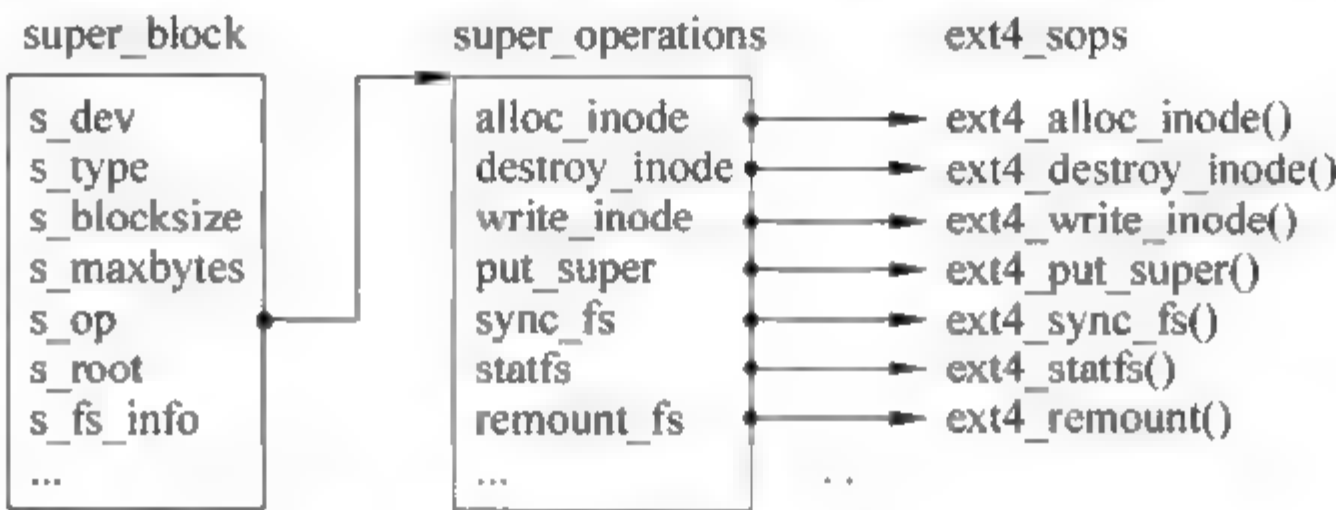 super_block super_operations ext4_sops
s_dev alloc_inode ext4_alloc_inode()
s_type destroy_inode ext4_destroy_inode()
s_blocksize write_inode ext4_write_inode()
s_maxbytes put_super ext4_put_super()
s_op sync_fs ext4_sync_fs()
s_root statfs ext4_statfs()
s_fs_info remount_fs ext4_remount()
... ... ..